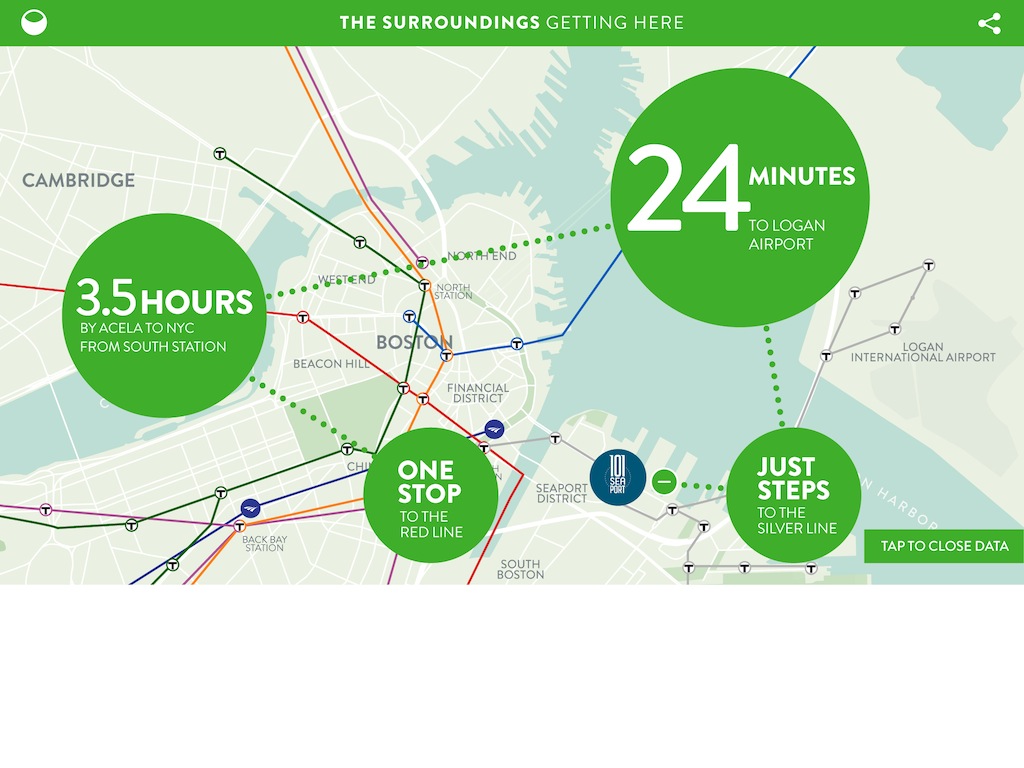 THE SURROUNDINGS GETTING HERE
CAMBRIDGE
24 MINUTES
TO LOGAN
AIRPORT
3.5 HOURS
BY ACELA TO NYC
FROM SOUTH STATION
NORTH END
WEST END
NORTH
STATION
BOSTON
BEACON HILL
FINANCIAL
DISTRICT
LOGAN
INTERNATIONAL AIRPORT
ONE
STOP
TO THE
RED LINE
101
SEA
PORT
SEAPORT
DISTRICT
JUST
STEPS
TO THE
SILVER LINE
HARBOR
BACK BAY
STATION
SOUTH
BOSTON
TAP TO CLOSE DATA